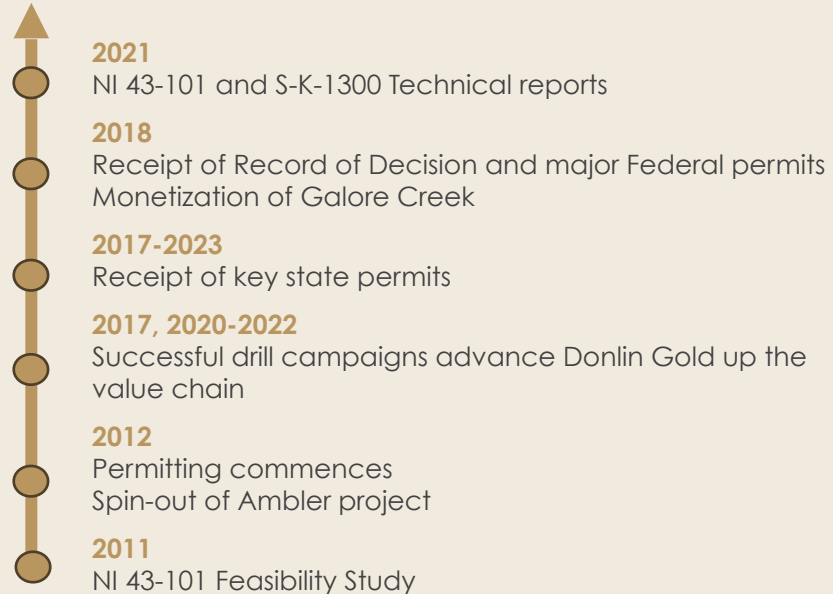 2021
NI 43-101 and S-K-1300 Technical reports
2018
Receipt of Record of Decision and major Federal permits
Monetization of Galore Creek
2017-2023
Receipt of key state permits
2017, 2020-2022
Successful drill campaigns advance Donlin Gold up the
value chain
2012
Permitting commences
Spin-out of Ambler project
2011
NI 43-101 Feasibility Study